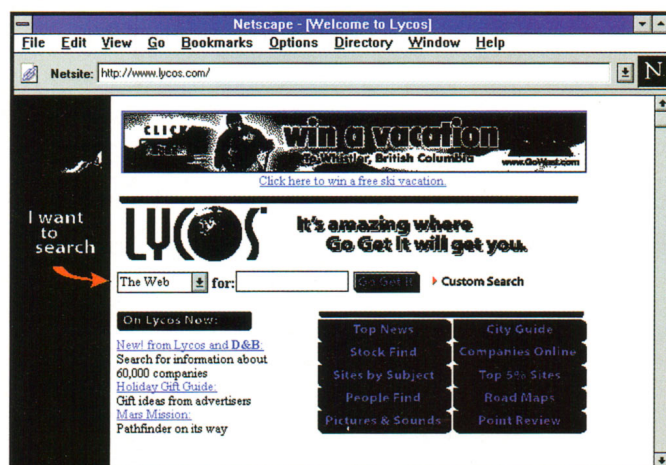 Netscape - [Welcome to Lycos]
File Edit View Go Bookmarks Options Directory Window Help
Netsite: http://www.lycos.com/
N
CLICK
win a vacation
to Whistler, British Columbia
www.GoWest.com
Click here to win a free ski vacation.
I want
to
search
LYCOS
It's amazing where
Go Get It will get you.
The Web for: Go Get It Custom Search
On Lycos Now:
New! from Lycos and D&B:
Search for information about
60,000 companies
Holiday Gift Guide:
Gift ideas from advertisers
Mars Mission:
Pathfinder on its way
Top News City Guide
Stock Find Companies Online
Sites by Subject Top 5% Sites
People Find Road Maps
Pictures & Sounds Point Review